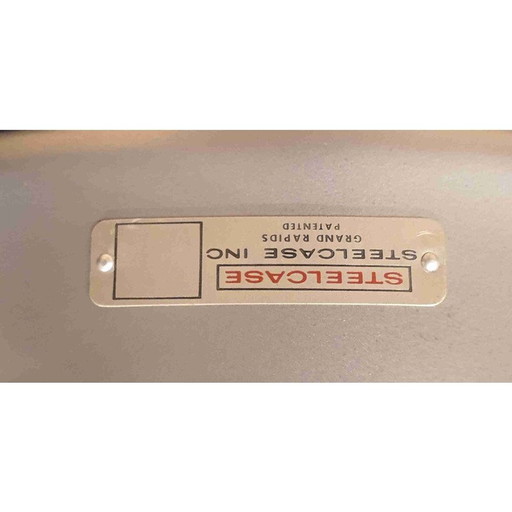 STEELCASE
STEELCASE INC
GRAND RAPIDS
PATENTED